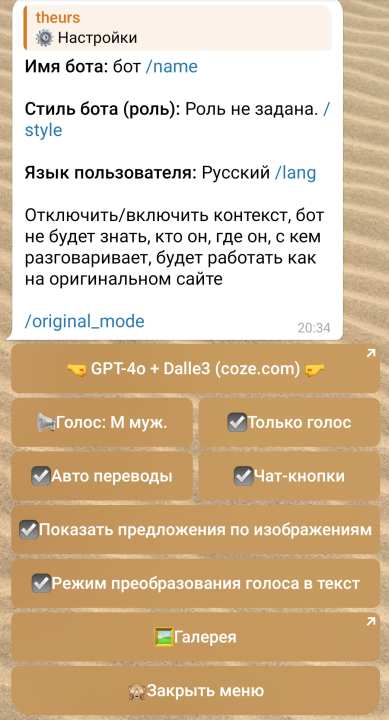 theurs
Настройки
Имя бота: бот /name
Стиль бота (роль): Роль не задана. /
style
Язык пользователя: Русский /lang
Отключить/включить контекст, бот
не будет знать, кто он, где он, с кем
разговаривает, будет работать как
на оригинальном сайте
/original_mode
20:34
GPT-4o + Dalle3 (coze.com)
Голос: М муж.
Только голос
Авто переводы
Чат-кнопки
Показать предложения по изображениям
Режим преобразования голоса в текст
Галерея
Закрыть меню